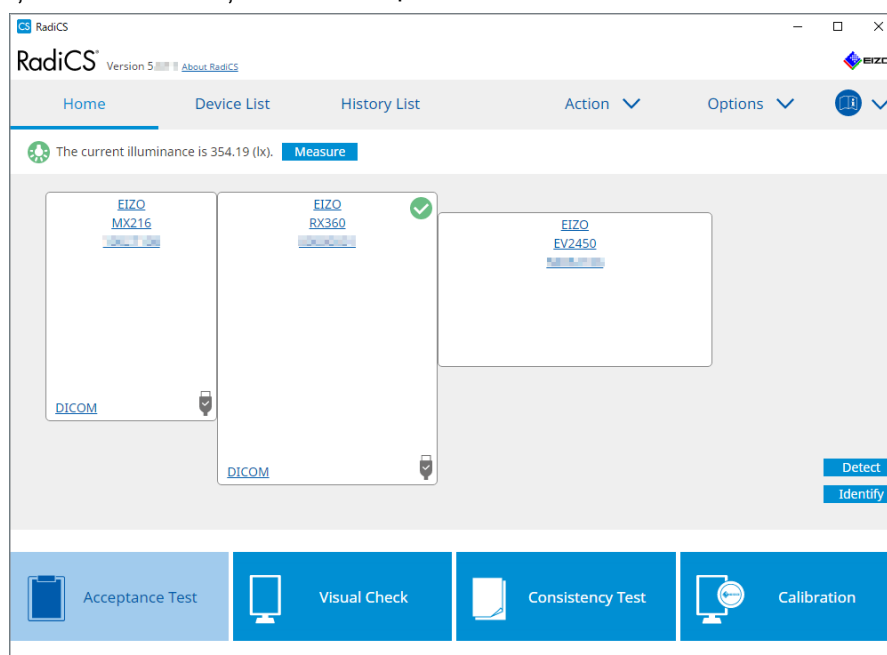 CS RadiCS
RadiCS Version 5. About RadiCS
EIZO
Home Device List History List Action Options
The current illuminance is 354.19 (lx). Measure
EIZO
MX216
DICOM
EIZO
RX360
DICOM
EIZO
EV2450
Detect
Identify
Acceptance Test Visual Check Consistency Test Calibration